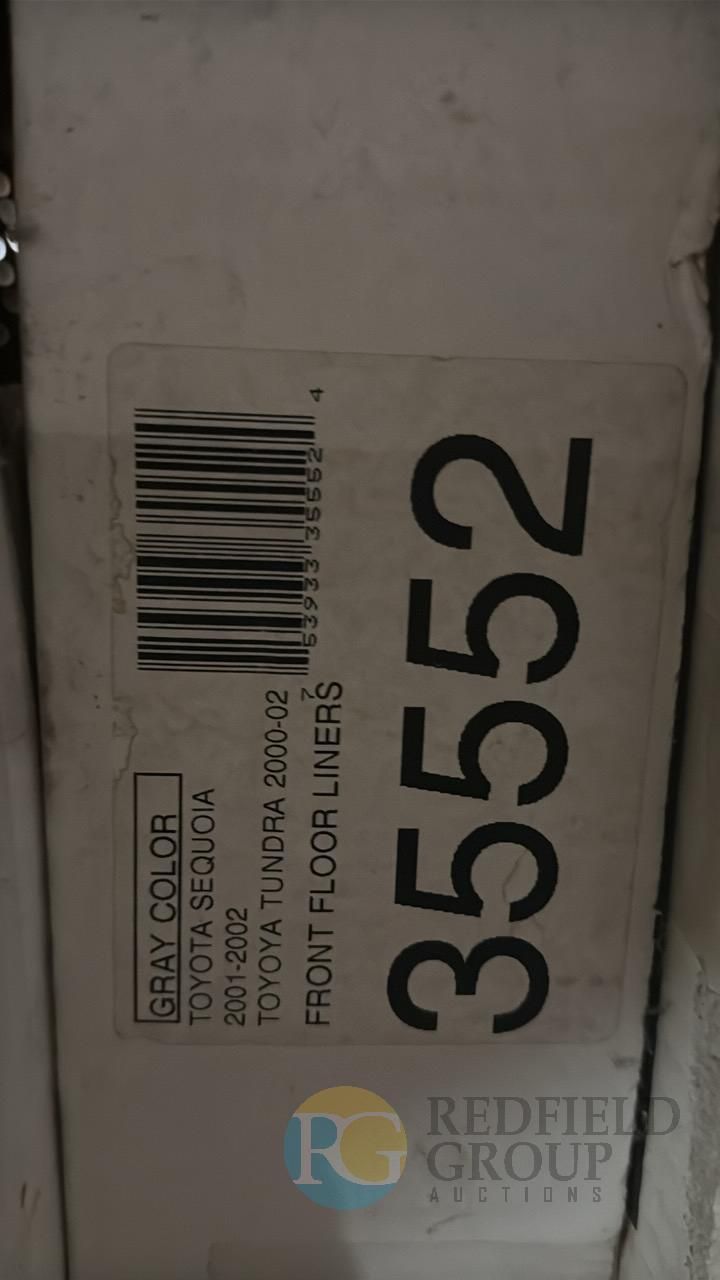 GRAY COLOR
TOYOTA SEQUOIA
2001-2002
TOYOYA TUNDRA 2000-02
FRONT FLOOR LINERS
7 53933 35552 4
35552
RG REDFIELD
GROUP
AUCTIONS